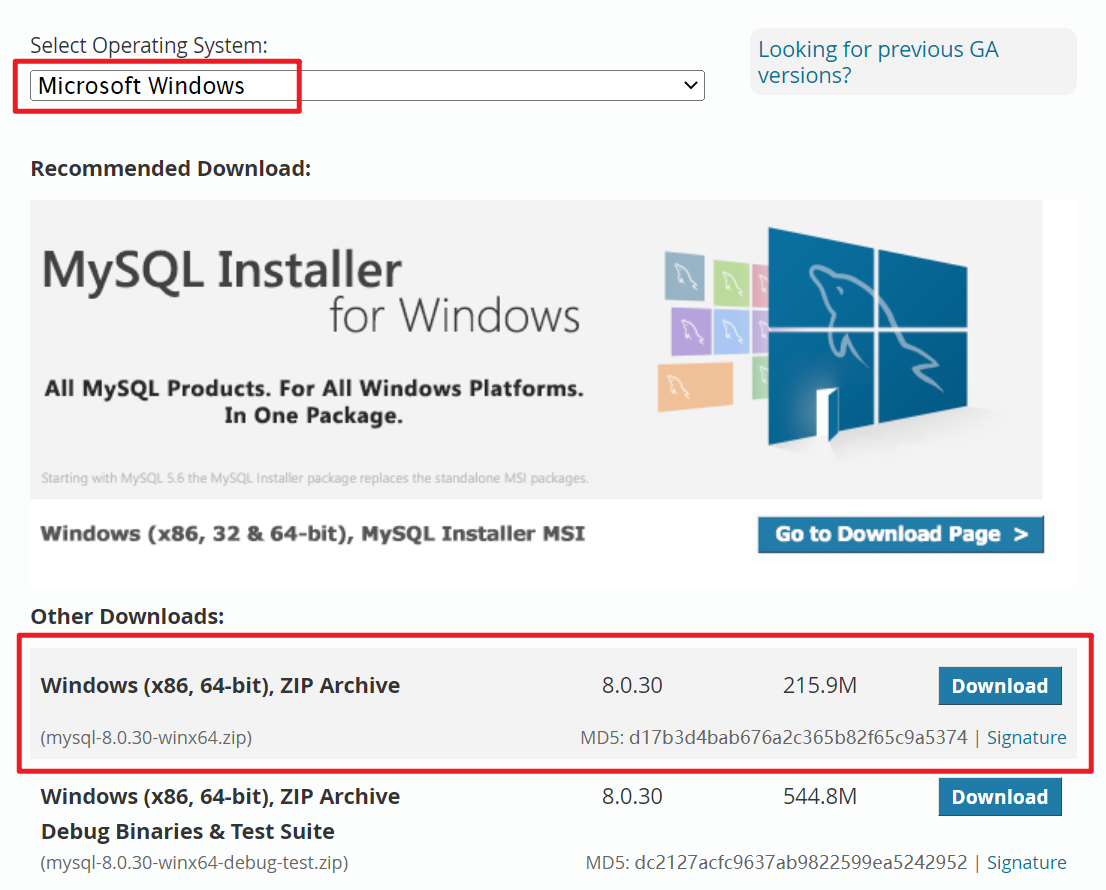 Select Operating System:
Looking for previous GA
versions?
Microsoft Windows
Recommended Download:
MySQL Installer
for Windows
All MySQL Products. For All Windows Platforms.
In One Package.
Starting with MySQL 5.6 the MySQL Installer package replaces the standalone MSI packages.
Windows (x86, 32 & 64-bit), MySQL Installer MSI
Go to Download Page >
Other Downloads:
Windows (x86, 64-bit), ZIP Archive 8.0.30 215.9M Download
(mysql-8.0.30-winx64.zip) MD5: d17b3d4bab676a2c365b82f65c9a5374 | Signature
Windows (x86, 64-bit), ZIP Archive 8.0.30 544.8M Download
Debug Binaries & Test Suite
(mysql-8.0.30-winx64-debug-test.zip) MD5: dc2127acfc9637ab9822599ea5242952 | Signature